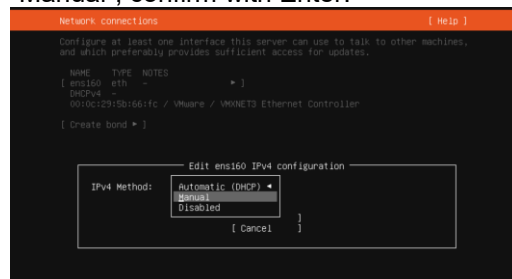 Manual", confirm with Enter.
Network connections [ Help ]
Configure at least one interface this server can use to talk to other machines,
and which preferably provides sufficient access for updates.
NAME TYPE NOTES
[ ens160 eth - ▸ ]
DHCPv4 -
00:0c:29:5b:66:fc / VMware / VMXNET3 Ethernet Controller
[ Create bond ▸ ]
Edit ens160 IPv4 configuration
IPv4 Method: Automatic (DHCP) ◂
Manual
Disabled
]
[ Cancel ]